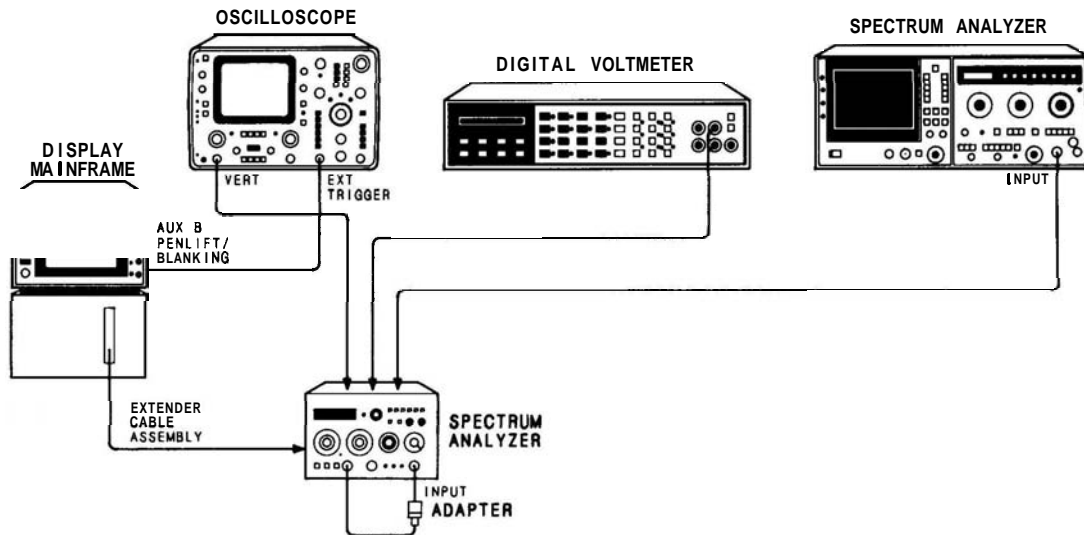 OSCILLOSCOPE
SPECTRUM ANALYZER
DIGITAL VOLTMETER
DISPLAY
MAINFRAME
VERT
EXT
TRIGGER
INPUT
AUX B
PENLIFT/
BLANKING
EXTENDER
CABLE
ASSEMBLY
SPECTRUM
ANALYZER
INPUT
ADAPTER